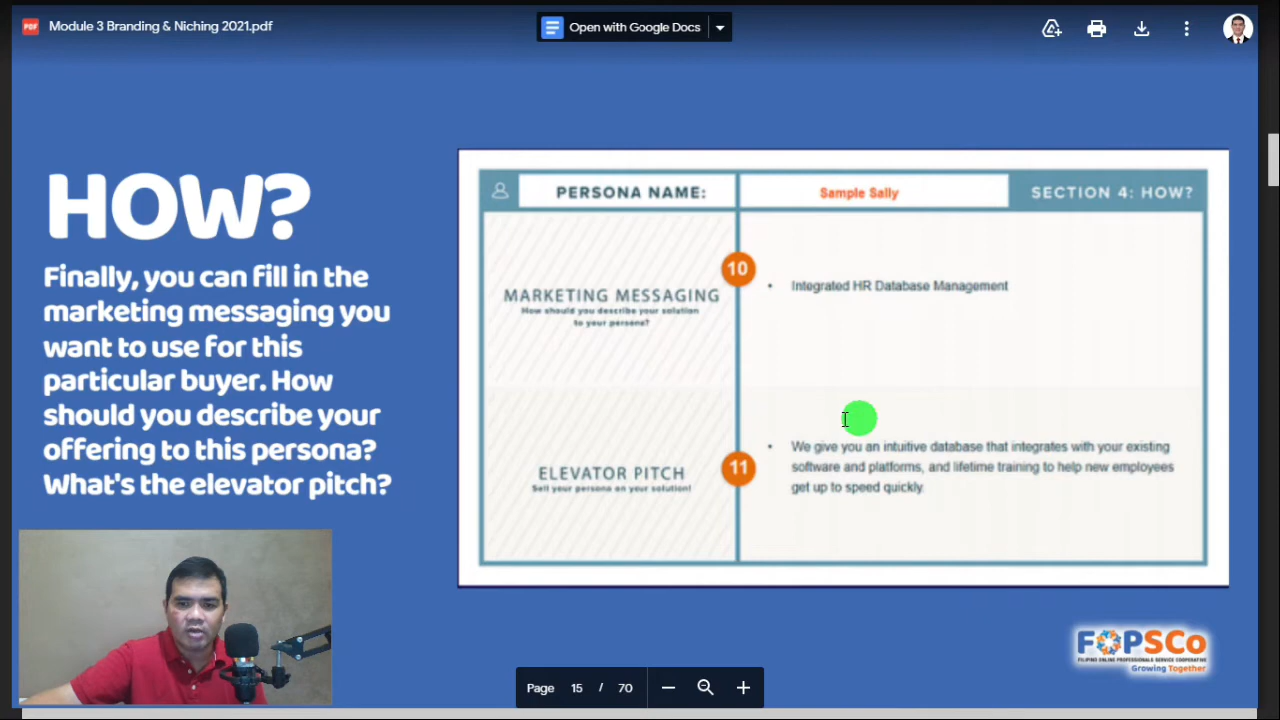 Module 3 Branding & Niching 2021.pdf
Open with Google Docs
HOW?
Finally, you can fill in the
marketing messaging you
want to use for this
particular buyer. How
should you describe your
offering to this persona?
What's the elevator pitch?
PERSONA NAME:
Sample Sally
SECTION 4: HOW?
MARKETING MESSAGING
How should you describe your solution
to your persona?
10
• Integrated HR Database Management
ELEVATOR PITCH
Sell your persona on your solution!
11
• We give you an intuitive database that integrates with your existing
software and platforms, and lifetime training to help new employees
get up to speed quickly.
FOPSCo
FILIPINO ONLINE PROFESSIONALS SERVICE COOPERATIVE
Growing Together
Page 15 / 70